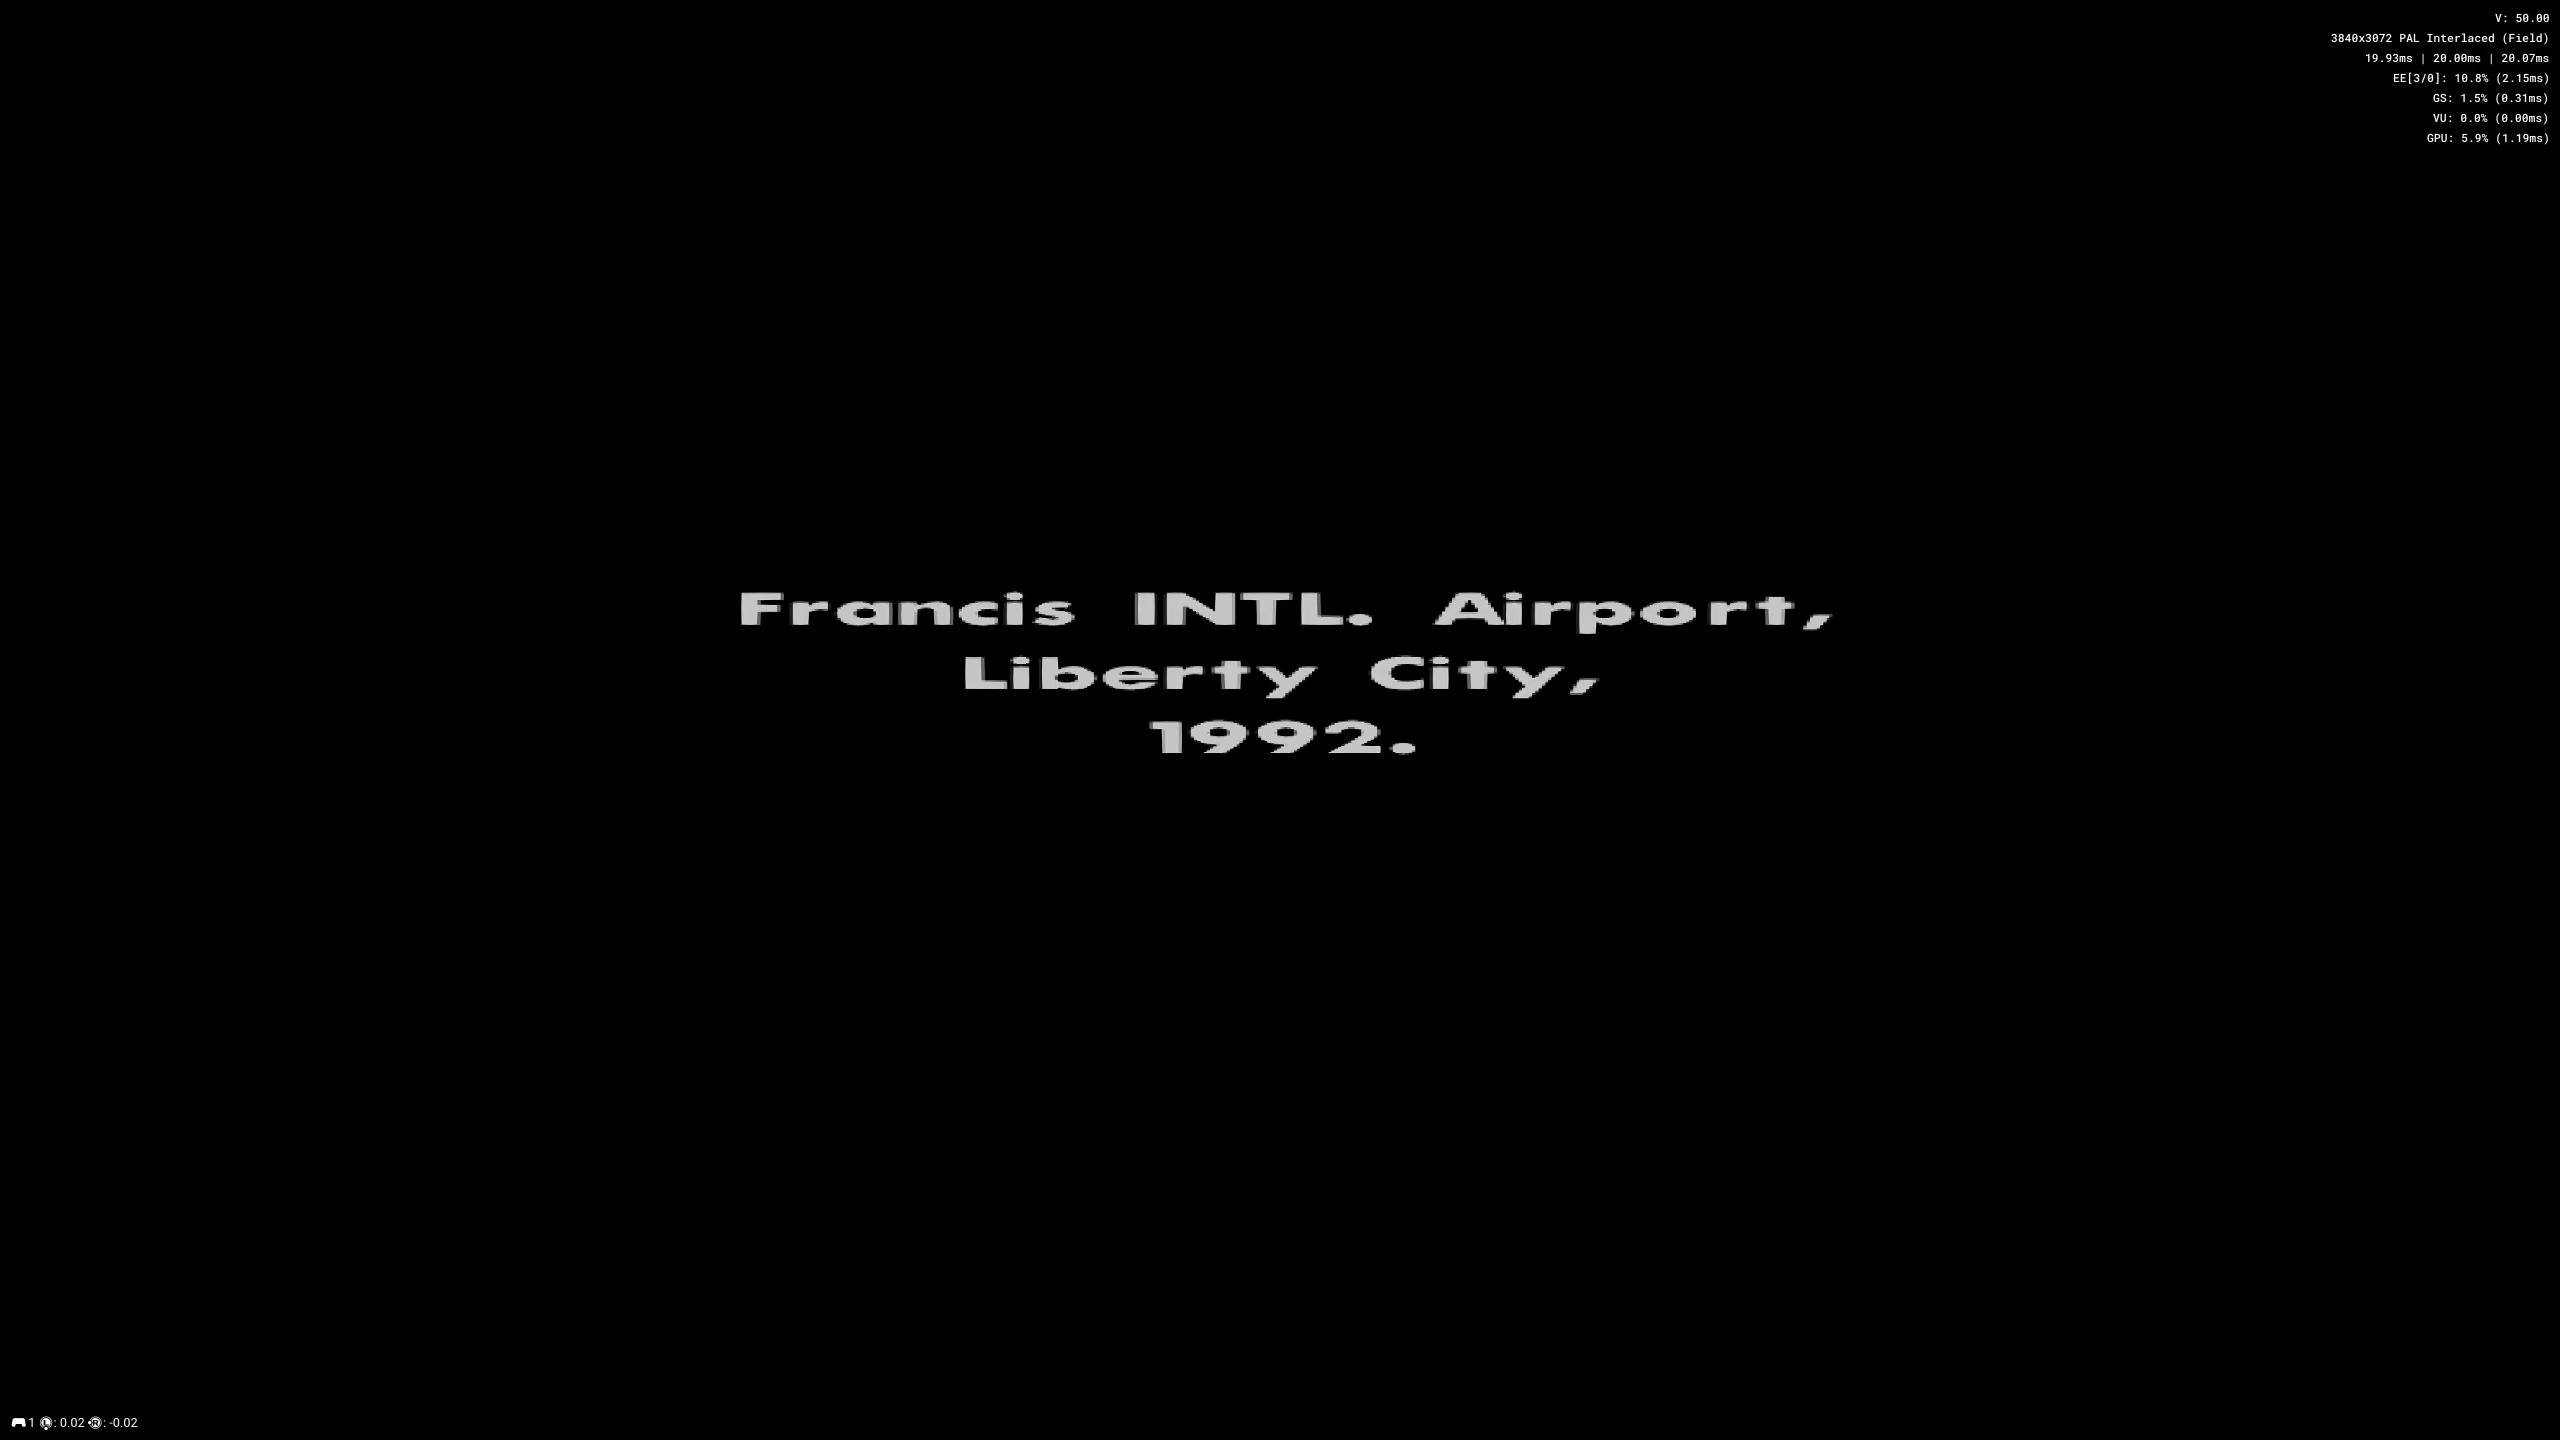 V: 50.00
3840x3072 PAL Interlaced (Field)
19.93ms | 20.00ms | 20.07ms
EE[3/0]: 10.8% (2.15ms)
GS: 1.5% (0.31ms)
VU: 0.0% (0.00ms)
GPU: 5.9% (1.19ms)
Francis INTL. Airport,
Liberty City,
1992.
1 L: 0.02 R: -0.02